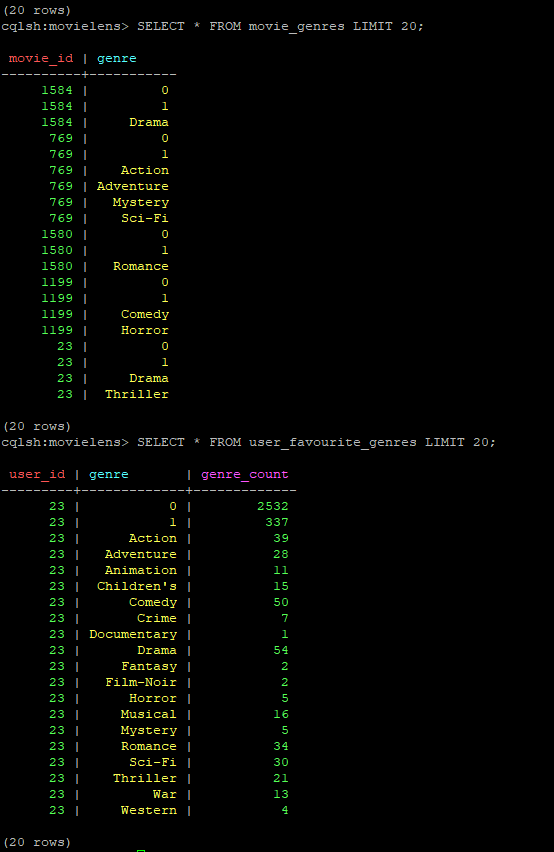 (20 rows)
cqlsh:movielens> SELECT * FROM movie_genres LIMIT 20;
movie_id | genre
----------+-----------
1584 | 0
1584 | 1
1584 | Drama
769 | 0
769 | 1
769 | Action
769 | Adventure
769 | Mystery
769 | Sci-Fi
1580 | 0
1580 | 1
1580 | Romance
1199 | 0
1199 | 1
1199 | Comedy
1199 | Horror
23 | 0
23 | 1
23 | Drama
23 | Thriller
(20 rows)
cqlsh:movielens> SELECT * FROM user_favourite_genres LIMIT 20;
user_id | genre | genre_count
---------+-------------+-------------
23 | 0 | 2532
23 | 1 | 337
23 | Action | 39
23 | Adventure | 28
23 | Animation | 11
23 | Children's | 15
23 | Comedy | 50
23 | Crime | 7
23 | Documentary | 1
23 | Drama | 54
23 | Fantasy | 2
23 | Film-Noir | 2
23 | Horror | 5
23 | Musical | 16
23 | Mystery | 5
23 | Romance | 34
23 | Sci-Fi | 30
23 | Thriller | 21
23 | War | 13
23 | Western | 4
(20 rows)